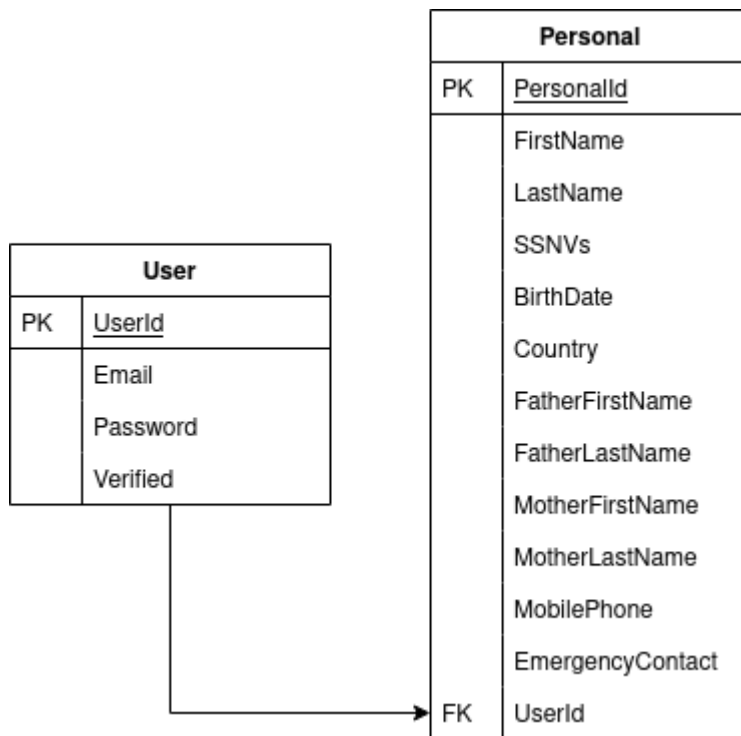 Personal
PK PersonalId
FirstName
LastName
SSNVs
BirthDate
Country
FatherFirstName
FatherLastName
MotherFirstName
MotherLastName
MobilePhone
EmergencyContact
FK UserId
User
PK UserId
Email
Password
Verified